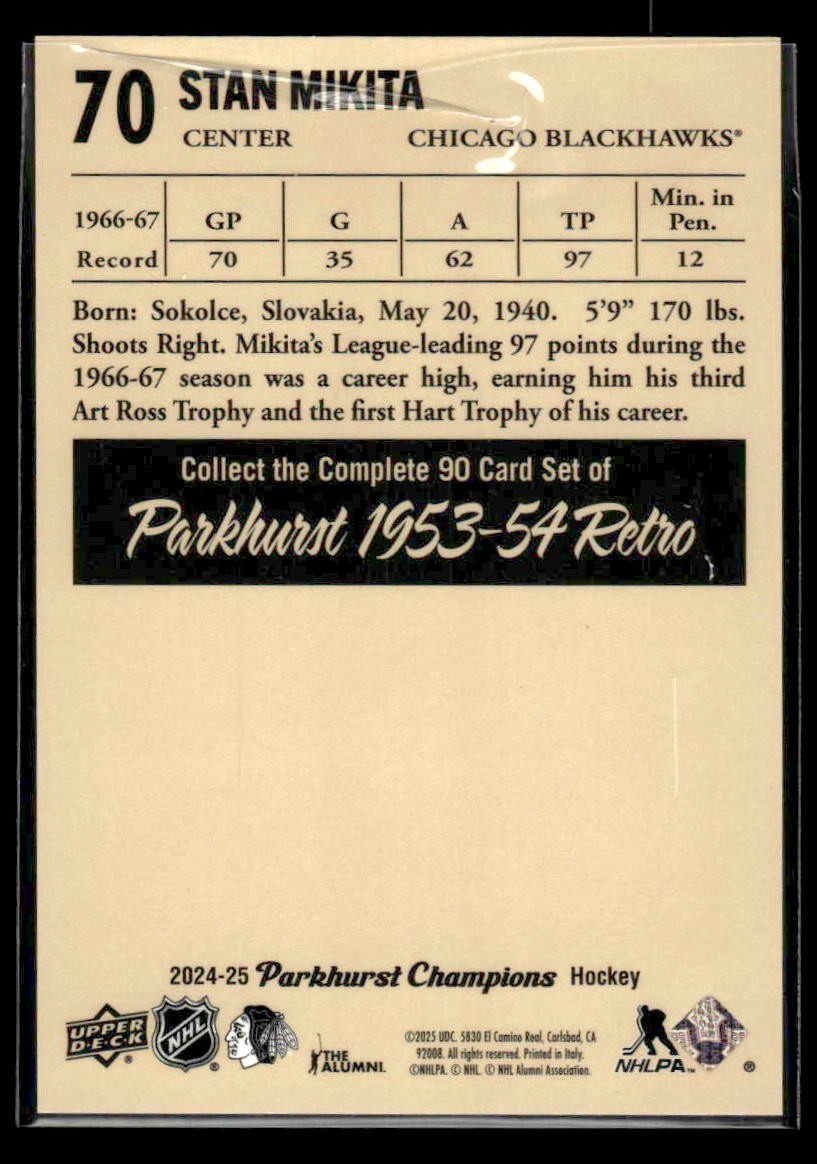 70 STAN MIKITA
CENTER CHICAGO BLACKHAWKS®
1966-67 GP G A TP Min. in Pen.
Record 70 35 62 97 12
Born: Sokolce, Slovakia, May 20, 1940. 5’9” 170 lbs.
Shoots Right. Mikita’s League-leading 97 points during the
1966-67 season was a career high, earning him his third
Art Ross Trophy and the first Hart Trophy of his career.
Collect the Complete 90 Card Set of
Parkhurst 1953-54 Retro
2024-25 Parkhurst Champions Hockey
UPPER D·E·C·K ® NHL ® THE ALUMNI.
©2025 UDC. 5830 El Camino Real, Carlsbad, CA
92008. All rights reserved. Printed in Italy.
©NHLPA. © NHL. © NHL Alumni Association.
NHLPA™ ®